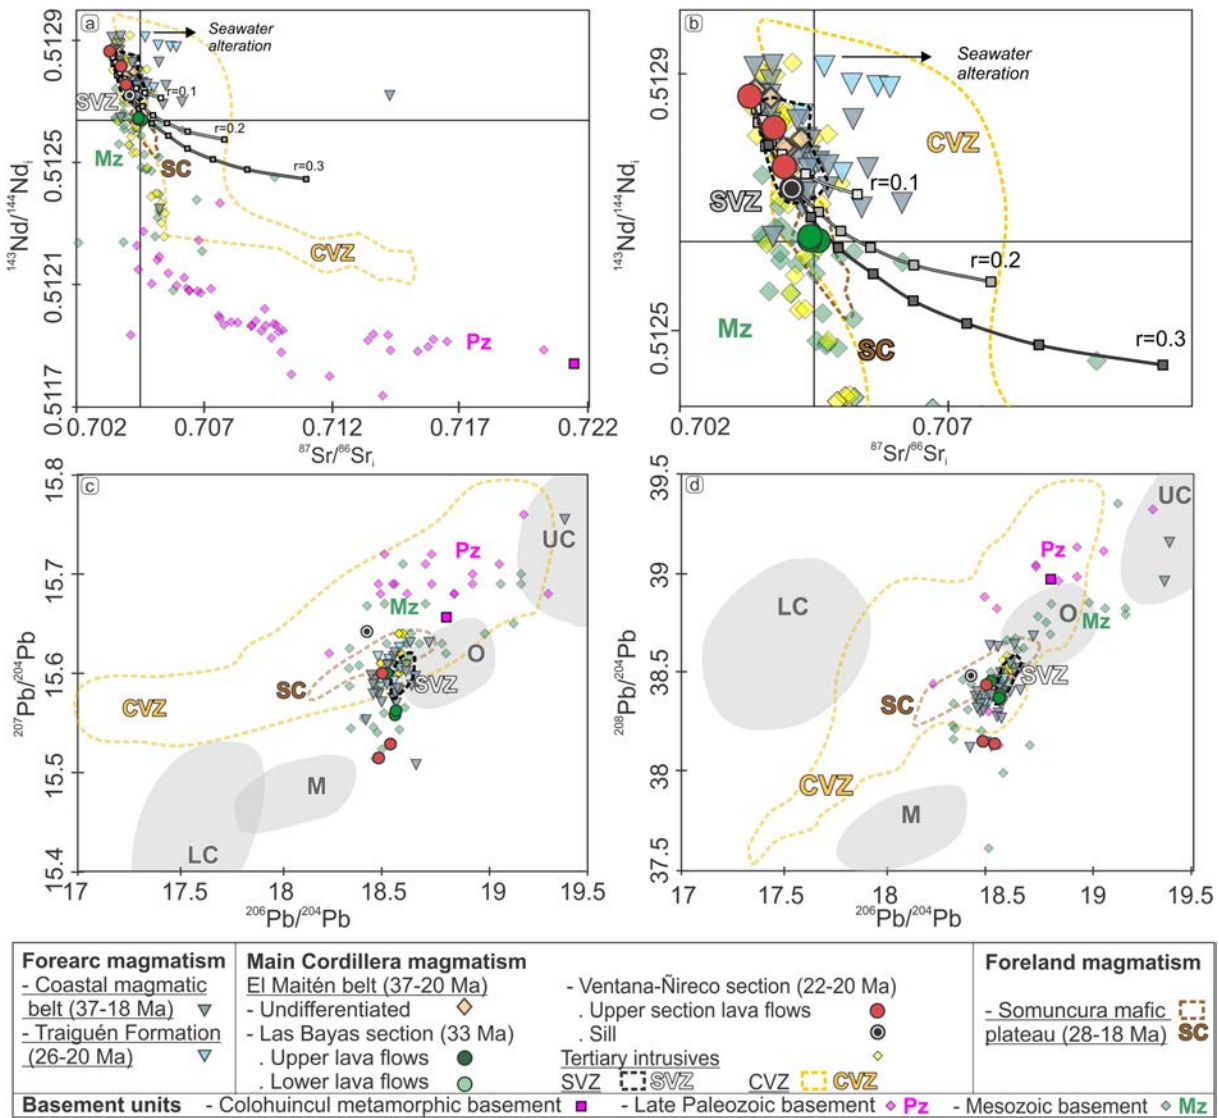 a
Seawater
alteration
SVZ
r=0.1
r=0.2
r=0.3
Mz
SC
CVZ
Pz
0.5129
0.5125
0.5121
0.5117
143Nd/144Ndi
0.702
0.707
0.712
0.717
0.722
87Sr/86Sri
b
Seawater
alteration
CVZ
SVZ
r=0.1
r=0.2
r=0.3
Mz
SC
0.5129
0.5125
143Nd/144Ndi
0.702
0.707
87Sr/86Sri
c
UC
Pz
Mz
O
SVZ
SC
CVZ
M
LC
15.8
15.7
15.6
15.5
15.4
207Pb/204Pb
17
17.5
18
18.5
19
19.5
206Pb/204Pb
d
UC
Pz
LC
O
Mz
SVZ
SC
CVZ
M
39.5
39
38.5
38
37.5
208Pb/204Pb
17
17.5
18
18.5
19
19.5
206Pb/204Pb
Forearc magmatism
- Coastal magmatic
belt (37-18 Ma)
- Traiguén Formation
(26-20 Ma)
Main Cordillera magmatism
El Maitén belt (37-20 Ma)
- Undifferentiated
- Las Bayas section (33 Ma)
. Upper lava flows
. Lower lava flows
- Ventana-Ñireco section (22-20 Ma)
. Upper section lava flows
. Sill
Tertiary intrusives
SVZ SVZ CVZ CVZ
Foreland magmatism
- Somuncura mafic
plateau (28-18 Ma) SC
Basement units - Colohuincul metamorphic basement - Late Paleozoic basement Pz - Mesozoic basement Mz